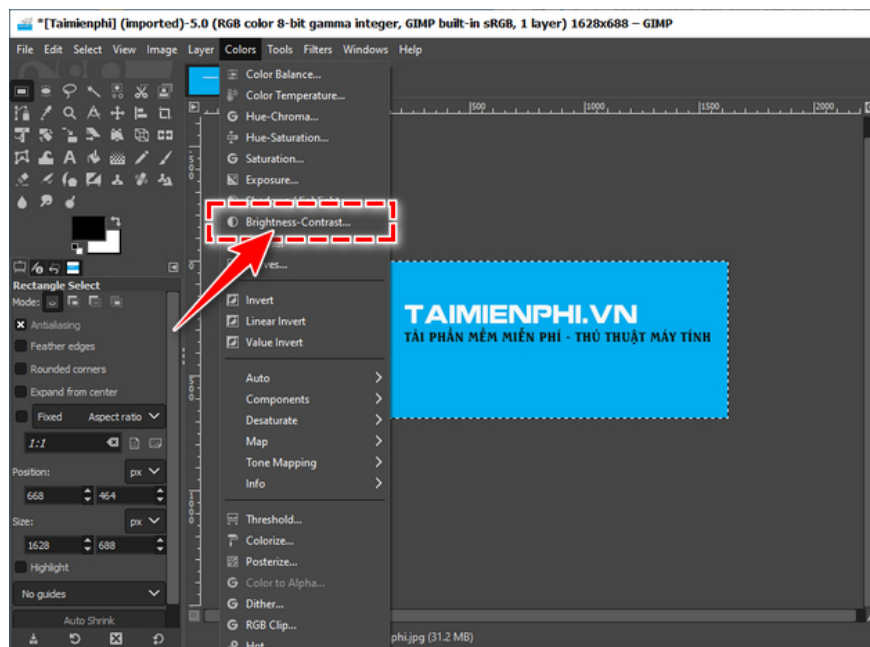 *[Taimienphi] (imported)-5.0 (RGB color 8-bit gamma integer, GIMP built-in sRGB, 1 layer) 1628x688 – GIMP
File Edit Select View Image Layer Colors Tools Filters Windows Help
Color Balance...
Color Temperature...
Hue-Chroma...
Hue-Saturation...
Saturation...
Exposure...
Brightness-Contrast...
Invert
Linear Invert
Value Invert
Auto
Components
Desaturate
Map
Tone Mapping
Info
Threshold...
Colorize...
Posterize...
Color to Alpha...
Dither...
RGB Clip...
Hot...
Rectangle Select
Mode:
Antialiasing
Feather edges
Rounded corners
Expand from center
Fixed Aspect ratio
1:1
Position: px
668 464
Size: px
1628 688
Highlight
No guides
Auto Shrink
500 1000 1500 2000
TAIMIENPHI.VN
TẢI PHẦN MỀM MIỄN PHÍ - THỦ THUẬT MÁY TÍNH
phi.jpg (31.2 MB)